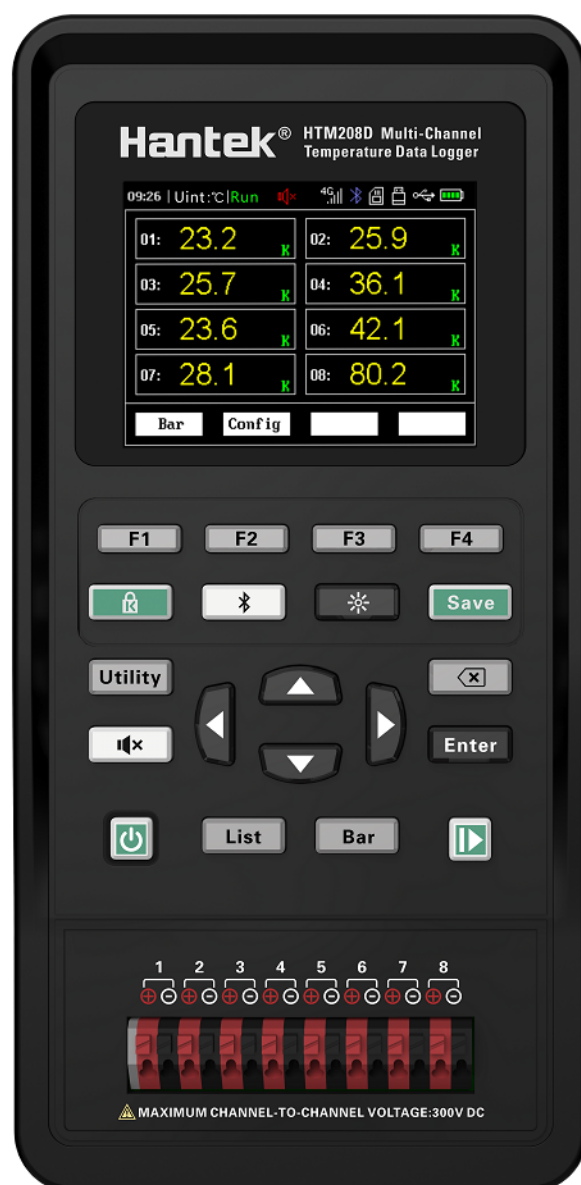 Hantek® HTM208D Multi-Channel
Temperature Data Logger
09:26 | Uint:℃|Run 4G
01: 23.2 K 02: 25.9 K
03: 25.7 K 04: 36.1 K
05: 23.6 K 06: 42.1 K
07: 28.1 K 08: 80.2 K
Bar Config
F1 F2 F3 F4
K Save
Utility
Enter
List Bar
1 2 3 4 5 6 7 8
MAXIMUM CHANNEL-TO-CHANNEL VOLTAGE:300V DC